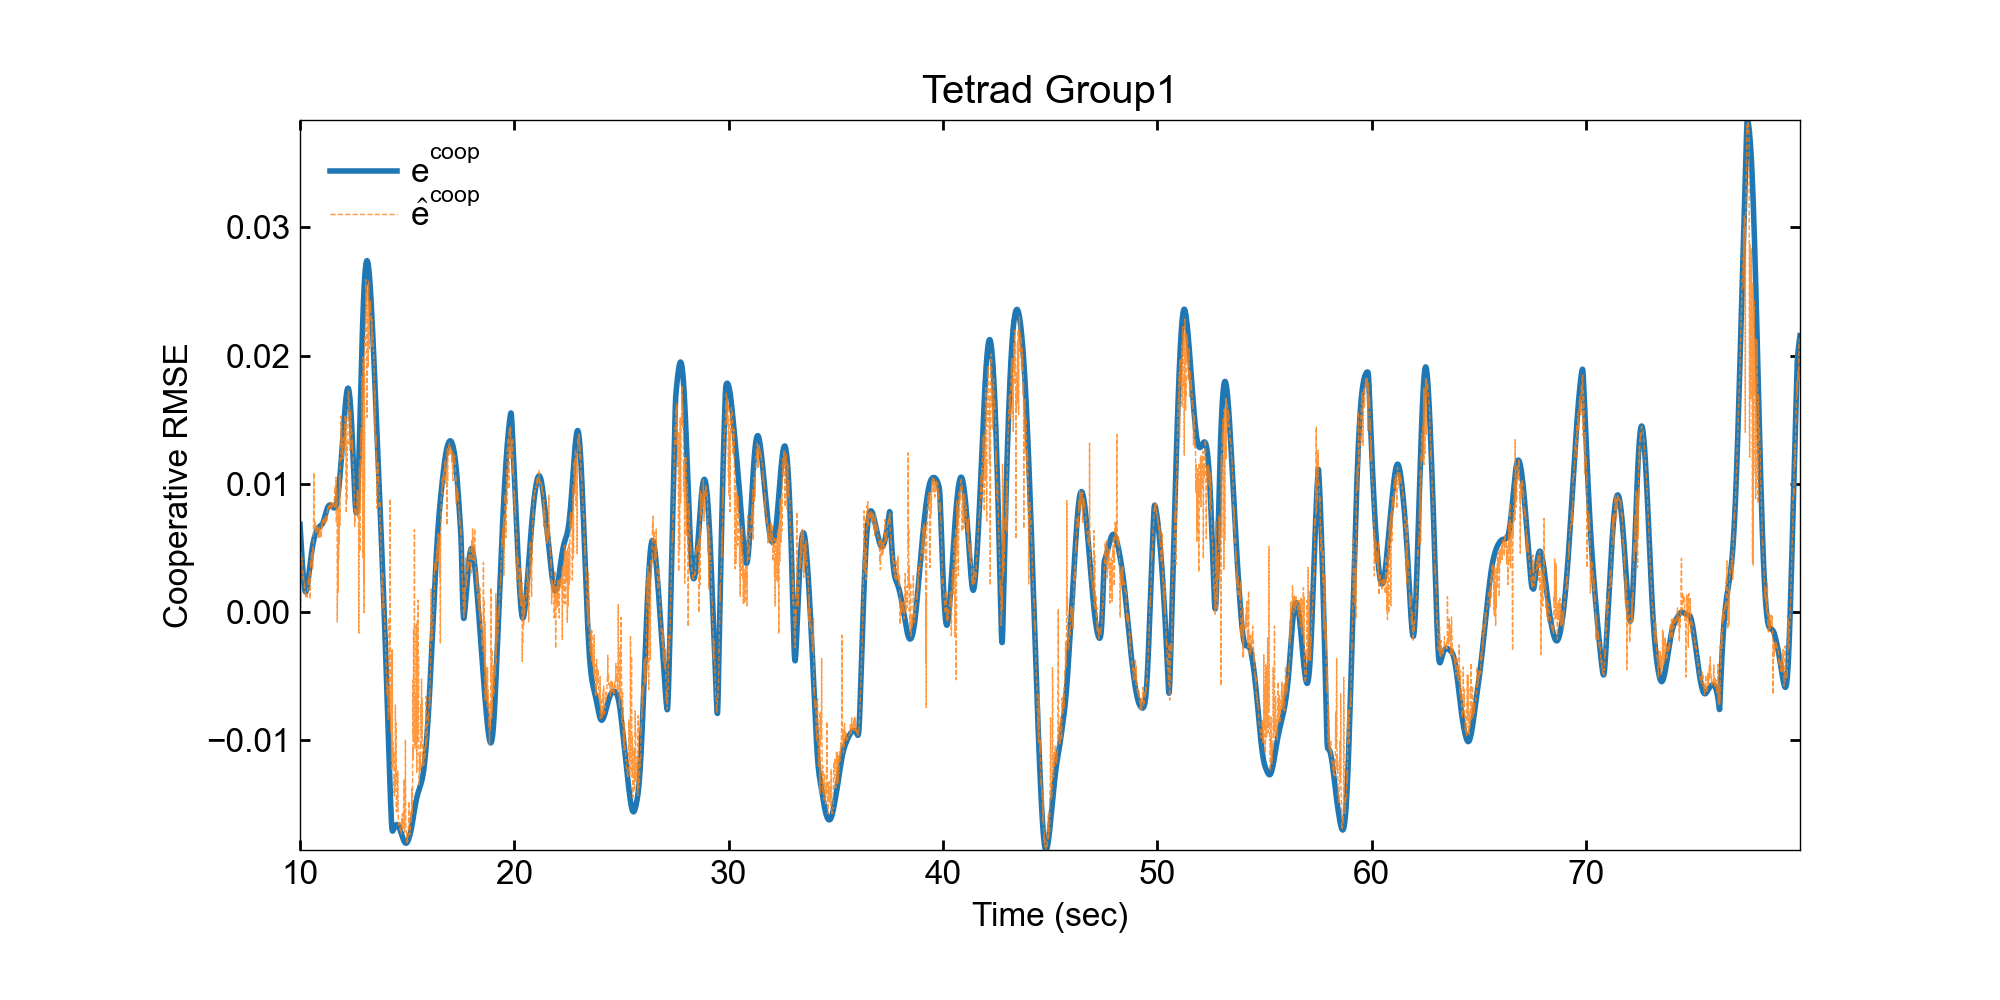 Tetrad Group1
e^coop
ê^coop
Cooperative RMSE
0.03
0.02
0.01
0.00
−0.01
10 20 30 40 50 60 70
Time (sec)